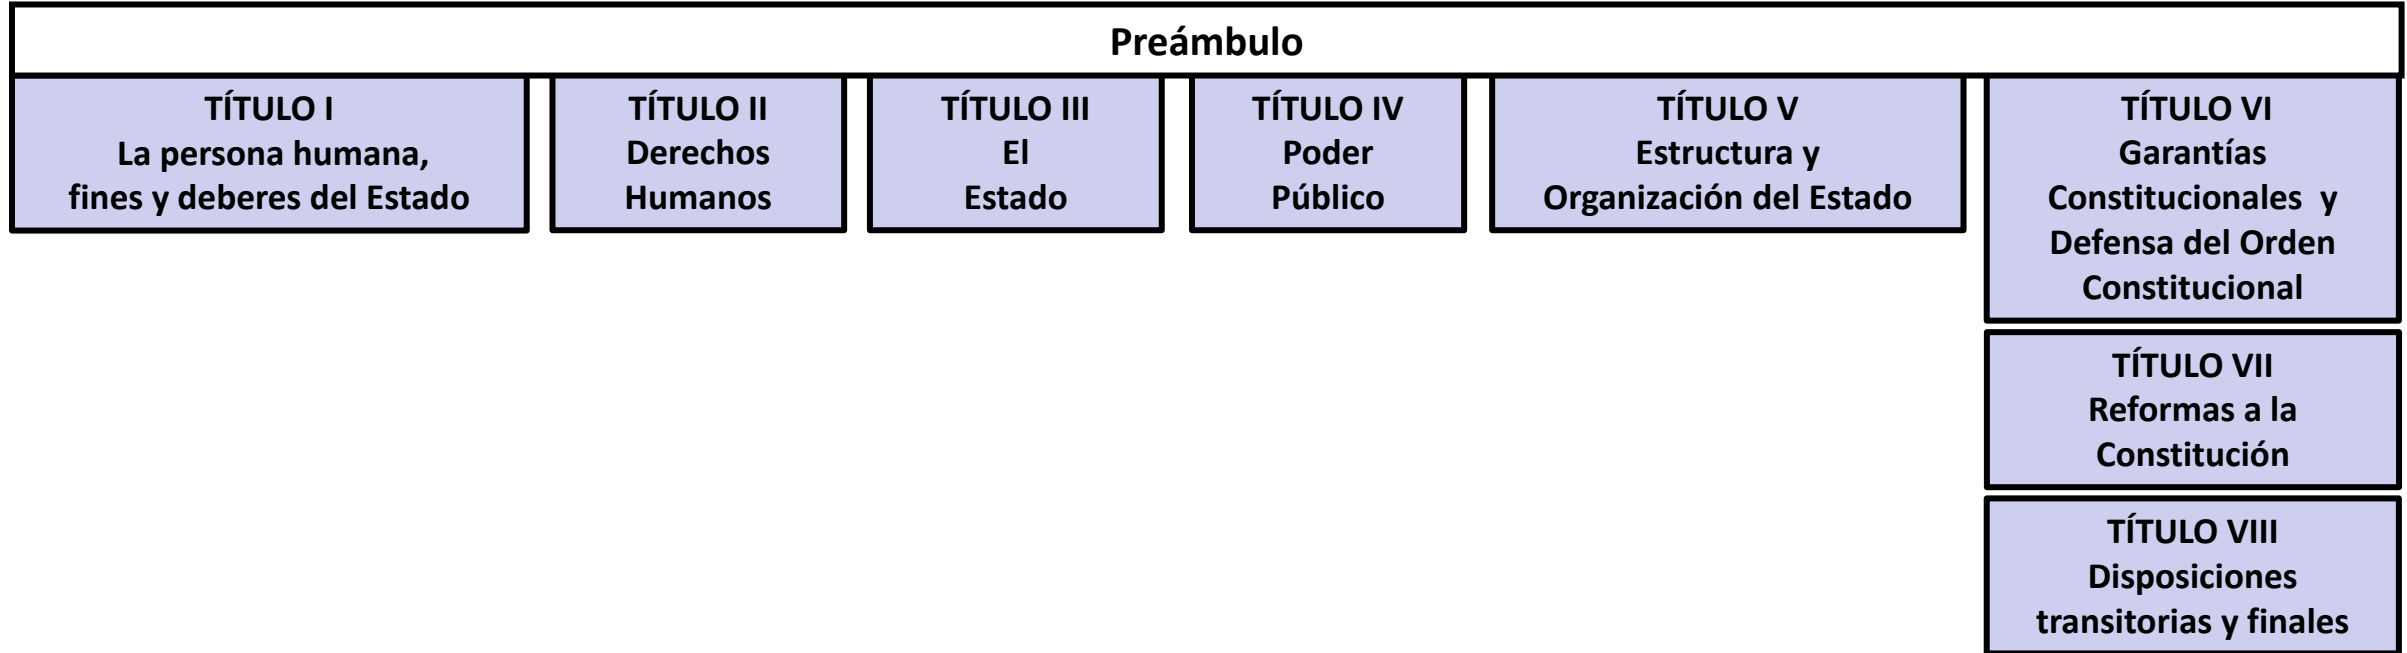 Preámbulo
TÍTULO I
La persona humana,
fines y deberes del Estado
TÍTULO II
Derechos
Humanos
TÍTULO III
El
Estado
TÍTULO IV
Poder
Público
TÍTULO V
Estructura y
Organización del Estado
TÍTULO VI
Garantías
Constitucionales y
Defensa del Orden
Constitucional
TÍTULO VII
Reformas a la
Constitución
TÍTULO VIII
Disposiciones
transitorias y finales